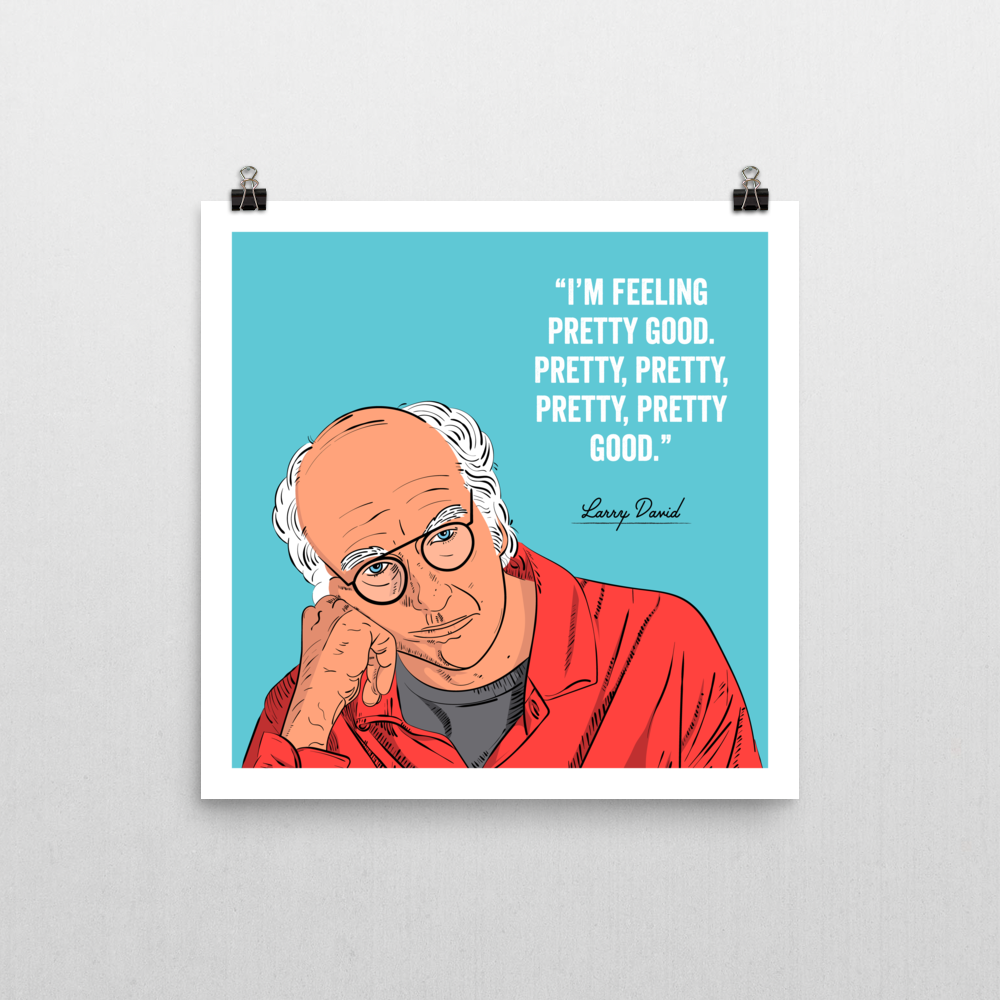 “I’M FEELING
PRETTY GOOD.
PRETTY, PRETTY,
PRETTY, PRETTY
GOOD.”
Larry David